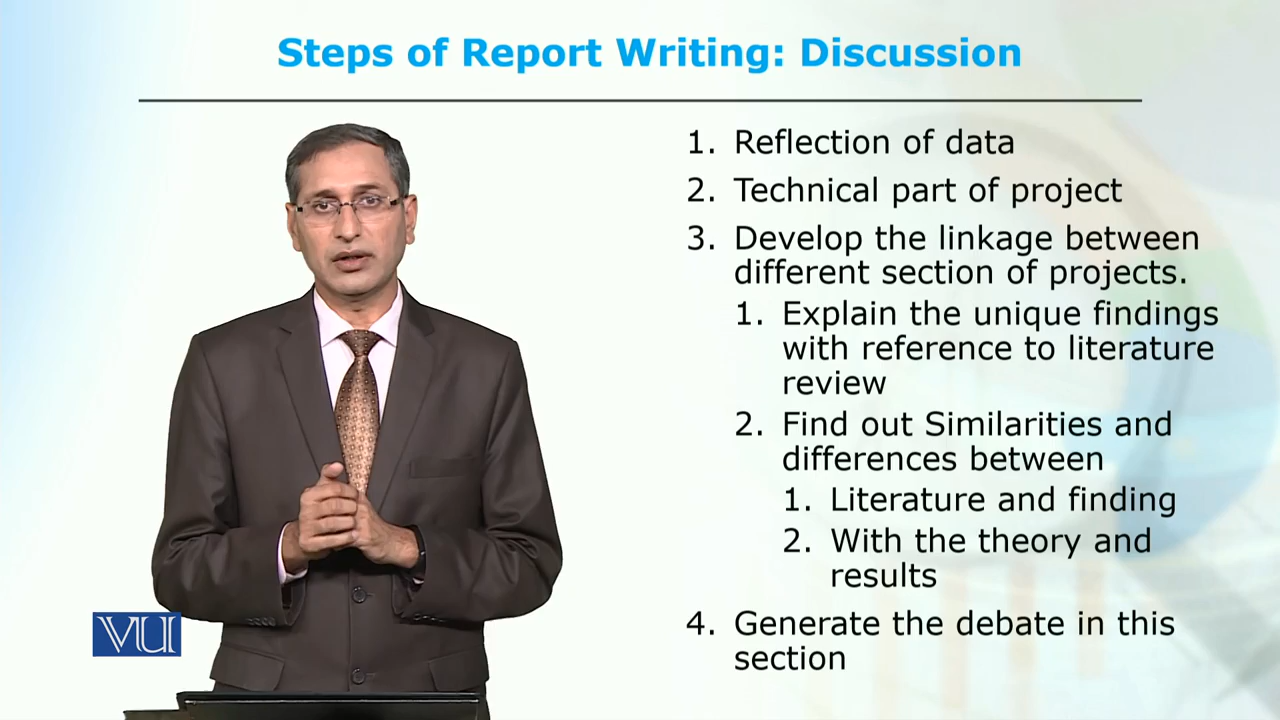 Steps of Report Writing: Discussion
1. Reflection of data
2. Technical part of project
3. Develop the linkage between
different section of projects.
1. Explain the unique findings
with reference to literature
review
2. Find out Similarities and
differences between
1. Literature and finding
2. With the theory and
results
4. Generate the debate in this
section
VU